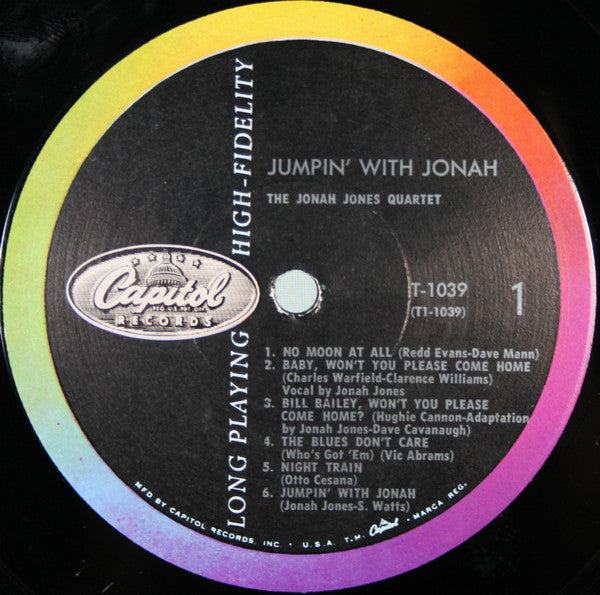 JUMPIN' WITH JONAH
THE JONAH JONES QUARTET
LONG PLAYING HIGH-FIDELITY
Capitol
REG. U.S. PAT. OFF.
RECORDS
T-1039
(T1-1039)
1
1. NO MOON AT ALL (Redd Evans-Dave Mann)
2. BABY, WON'T YOU PLEASE COME HOME
(Charles Warfield-Clarence Williams)
Vocal by Jonah Jones
3. BILL BAILEY, WON'T YOU PLEASE
COME HOME? (Hughie Cannon-Adaptation
by Jonah Jones-Dave Cavanaugh)
4. THE BLUES DON'T CARE
(Who's Got 'Em) (Vic Abrams)
5. NIGHT TRAIN
(Otto Cesana)
6. JUMPIN' WITH JONAH
(Jonah Jones-S. Watts)
MFD BY CAPITOL RECORDS, INC. • U.S.A. T.M. Capitol MARCA REG.